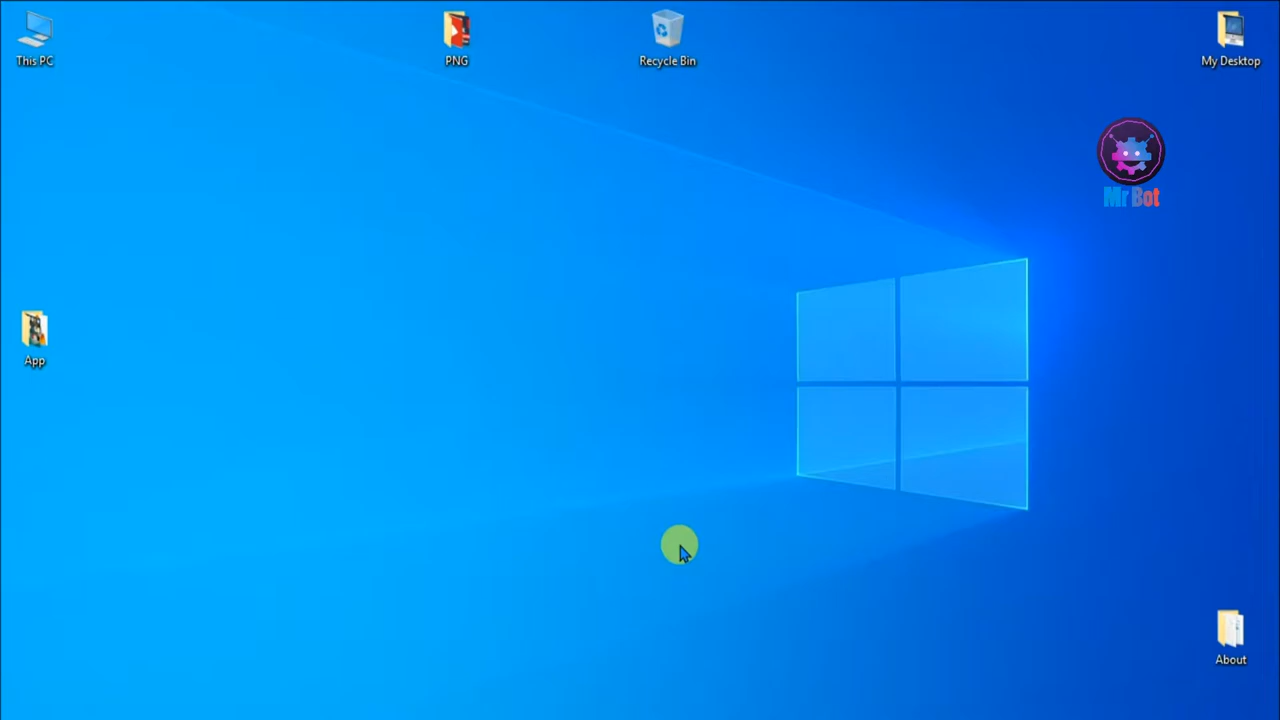 This PC
PNG
Recycle Bin
My Desktop
Mr Bot
App
About